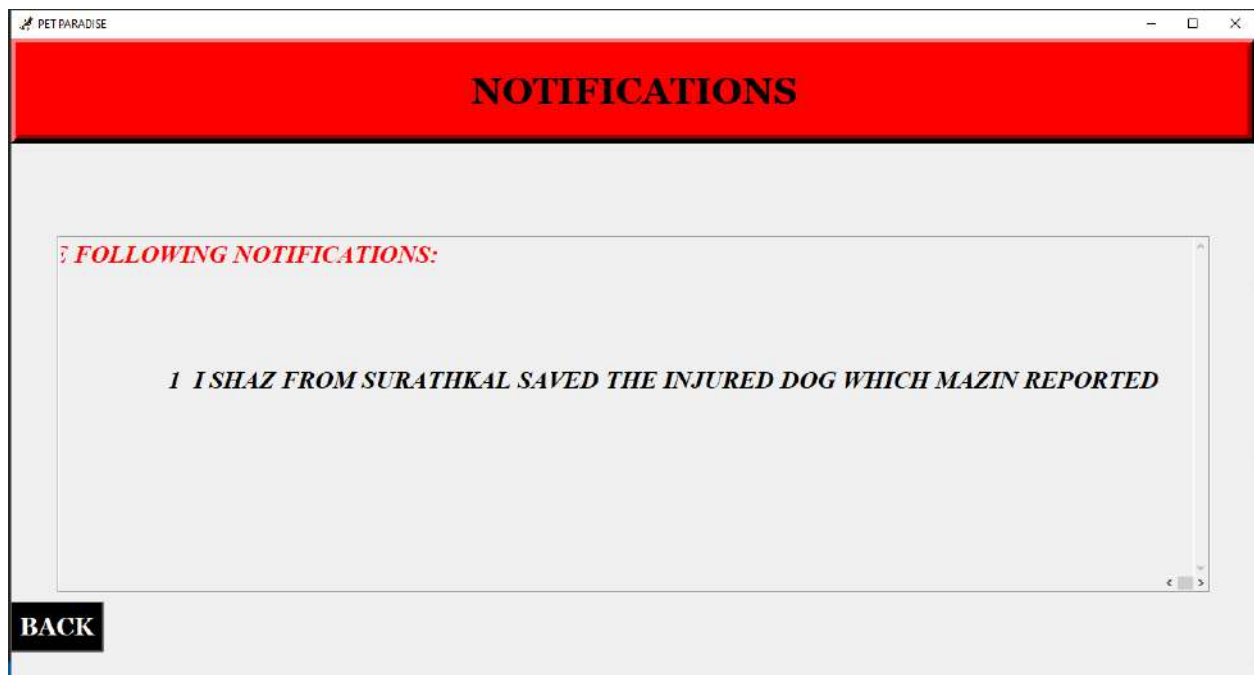 PET PARADISE
NOTIFICATIONS
FOLLOWING NOTIFICATIONS:
1 I SHAZ FROM SURATHKAL SAVED THE INJURED DOG WHICH MAZIN REPORTED
BACK